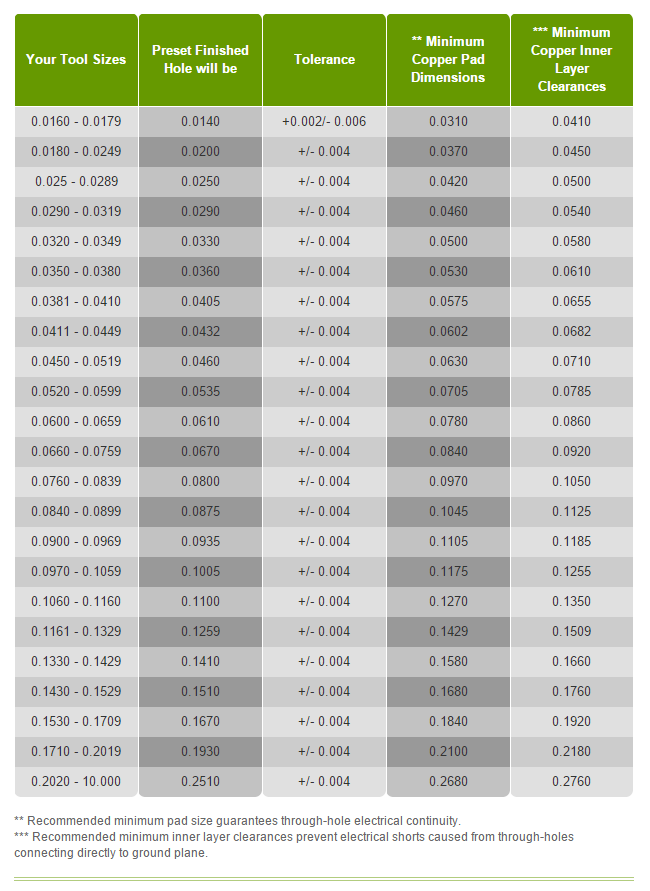 Your Tool Sizes Preset Finished Hole will be Tolerance ** Minimum Copper Pad Dimensions *** Minimum Copper Inner Layer Clearances
0.0160 - 0.0179 0.0140 +0.002/- 0.006 0.0310 0.0410
0.0180 - 0.0249 0.0200 +/- 0.004 0.0370 0.0450
0.025 - 0.0289 0.0250 +/- 0.004 0.0420 0.0500
0.0290 - 0.0319 0.0290 +/- 0.004 0.0460 0.0540
0.0320 - 0.0349 0.0330 +/- 0.004 0.0500 0.0580
0.0350 - 0.0380 0.0360 +/- 0.004 0.0530 0.0610
0.0381 - 0.0410 0.0405 +/- 0.004 0.0575 0.0655
0.0411 - 0.0449 0.0432 +/- 0.004 0.0602 0.0682
0.0450 - 0.0519 0.0460 +/- 0.004 0.0630 0.0710
0.0520 - 0.0599 0.0535 +/- 0.004 0.0705 0.0785
0.0600 - 0.0659 0.0610 +/- 0.004 0.0780 0.0860
0.0660 - 0.0759 0.0670 +/- 0.004 0.0840 0.0920
0.0760 - 0.0839 0.0800 +/- 0.004 0.0970 0.1050
0.0840 - 0.0899 0.0875 +/- 0.004 0.1045 0.1125
0.0900 - 0.0969 0.0935 +/- 0.004 0.1105 0.1185
0.0970 - 0.1059 0.1005 +/- 0.004 0.1175 0.1255
0.1060 - 0.1160 0.1100 +/- 0.004 0.1270 0.1350
0.1161 - 0.1329 0.1259 +/- 0.004 0.1429 0.1509
0.1330 - 0.1429 0.1410 +/- 0.004 0.1580 0.1660
0.1430 - 0.1529 0.1510 +/- 0.004 0.1680 0.1760
0.1530 - 0.1709 0.1670 +/- 0.004 0.1840 0.1920
0.1710 - 0.2019 0.1930 +/- 0.004 0.2100 0.2180
0.2020 - 10.000 0.2510 +/- 0.004 0.2680 0.2760
** Recommended minimum pad size guarantees through-hole electrical continuity.
*** Recommended minimum inner layer clearances prevent electrical shorts caused from through-holes
connecting directly to ground plane.